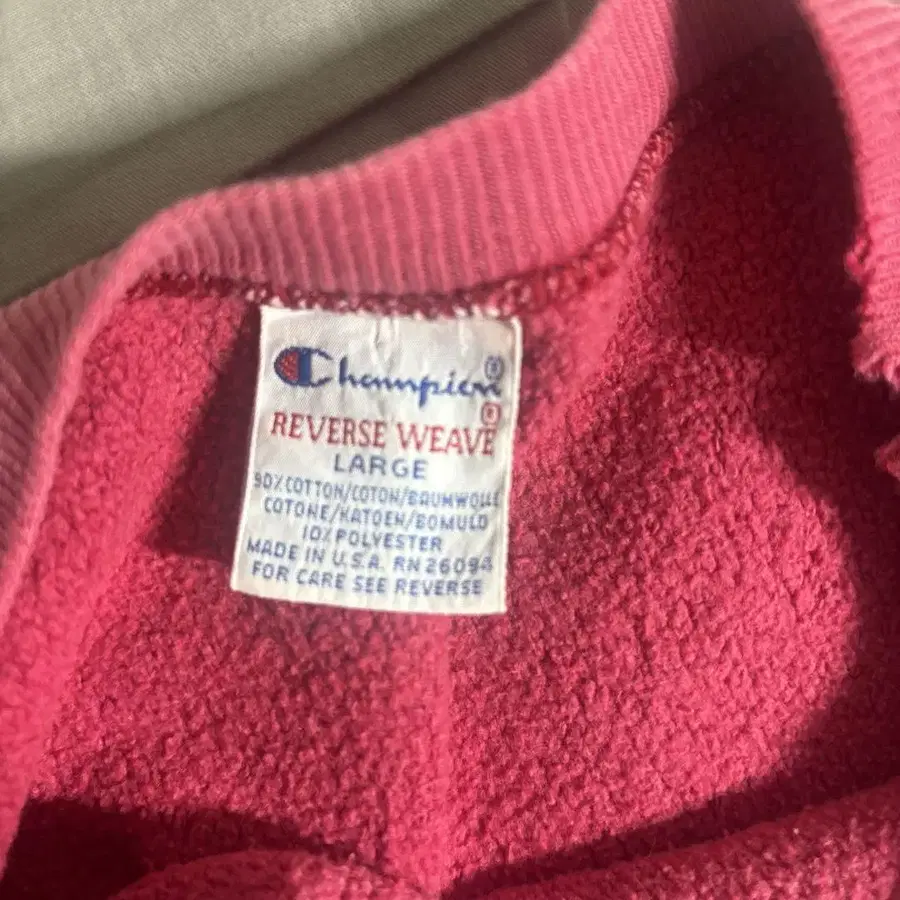 Champion®
REVERSE WEAVE®
LARGE
90% COTTON/COTON/BAUMWOLLE
COTONE/KATOEN/BOMULD
10% POLYESTER
MADE IN U.S.A. RN 26094
FOR CARE SEE REVERSE